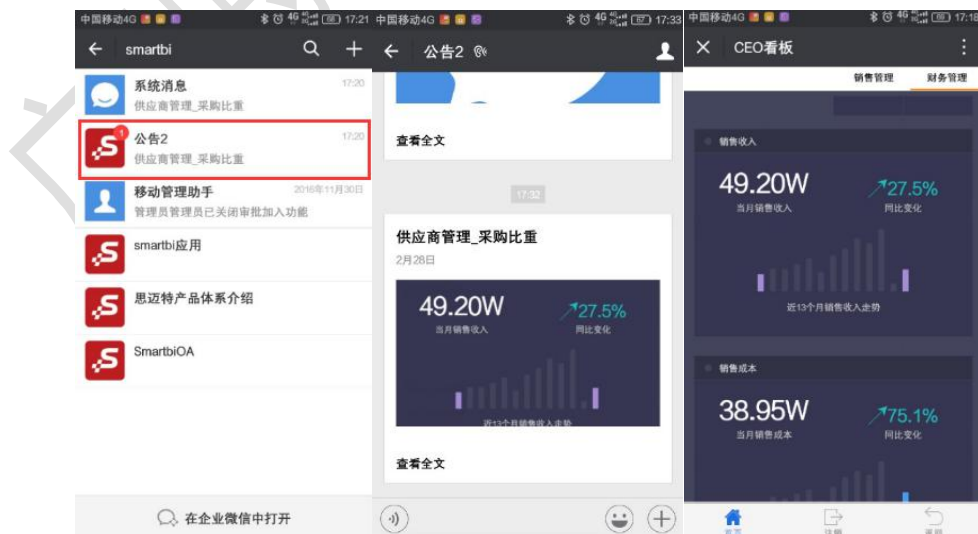 中国移动4G
17:21
smartbi
系统消息
17:20
供应商管理_采购比重
1
公告2
17:20
供应商管理_采购比重
移动管理助手
2016年11月30日
管理员管理员已关闭审批加入功能
smartbi应用
思迈特产品体系介绍
SmartbiOA
在企业微信中打开
中国移动4G
17:33
公告2
查看全文
17:32
供应商管理_采购比重
2月28日
49.20W
27.5%
当月销售收入
同比变化
近13个月销售收入走势
查看全文
中国移动4G
17:18
CEO看板
销售管理
财务管理
销售收入
49.20W
27.5%
当月销售收入
同比变化
近13个月销售收入走势
销售成本
38.95W
75.1%
当月销售成本
同比变化